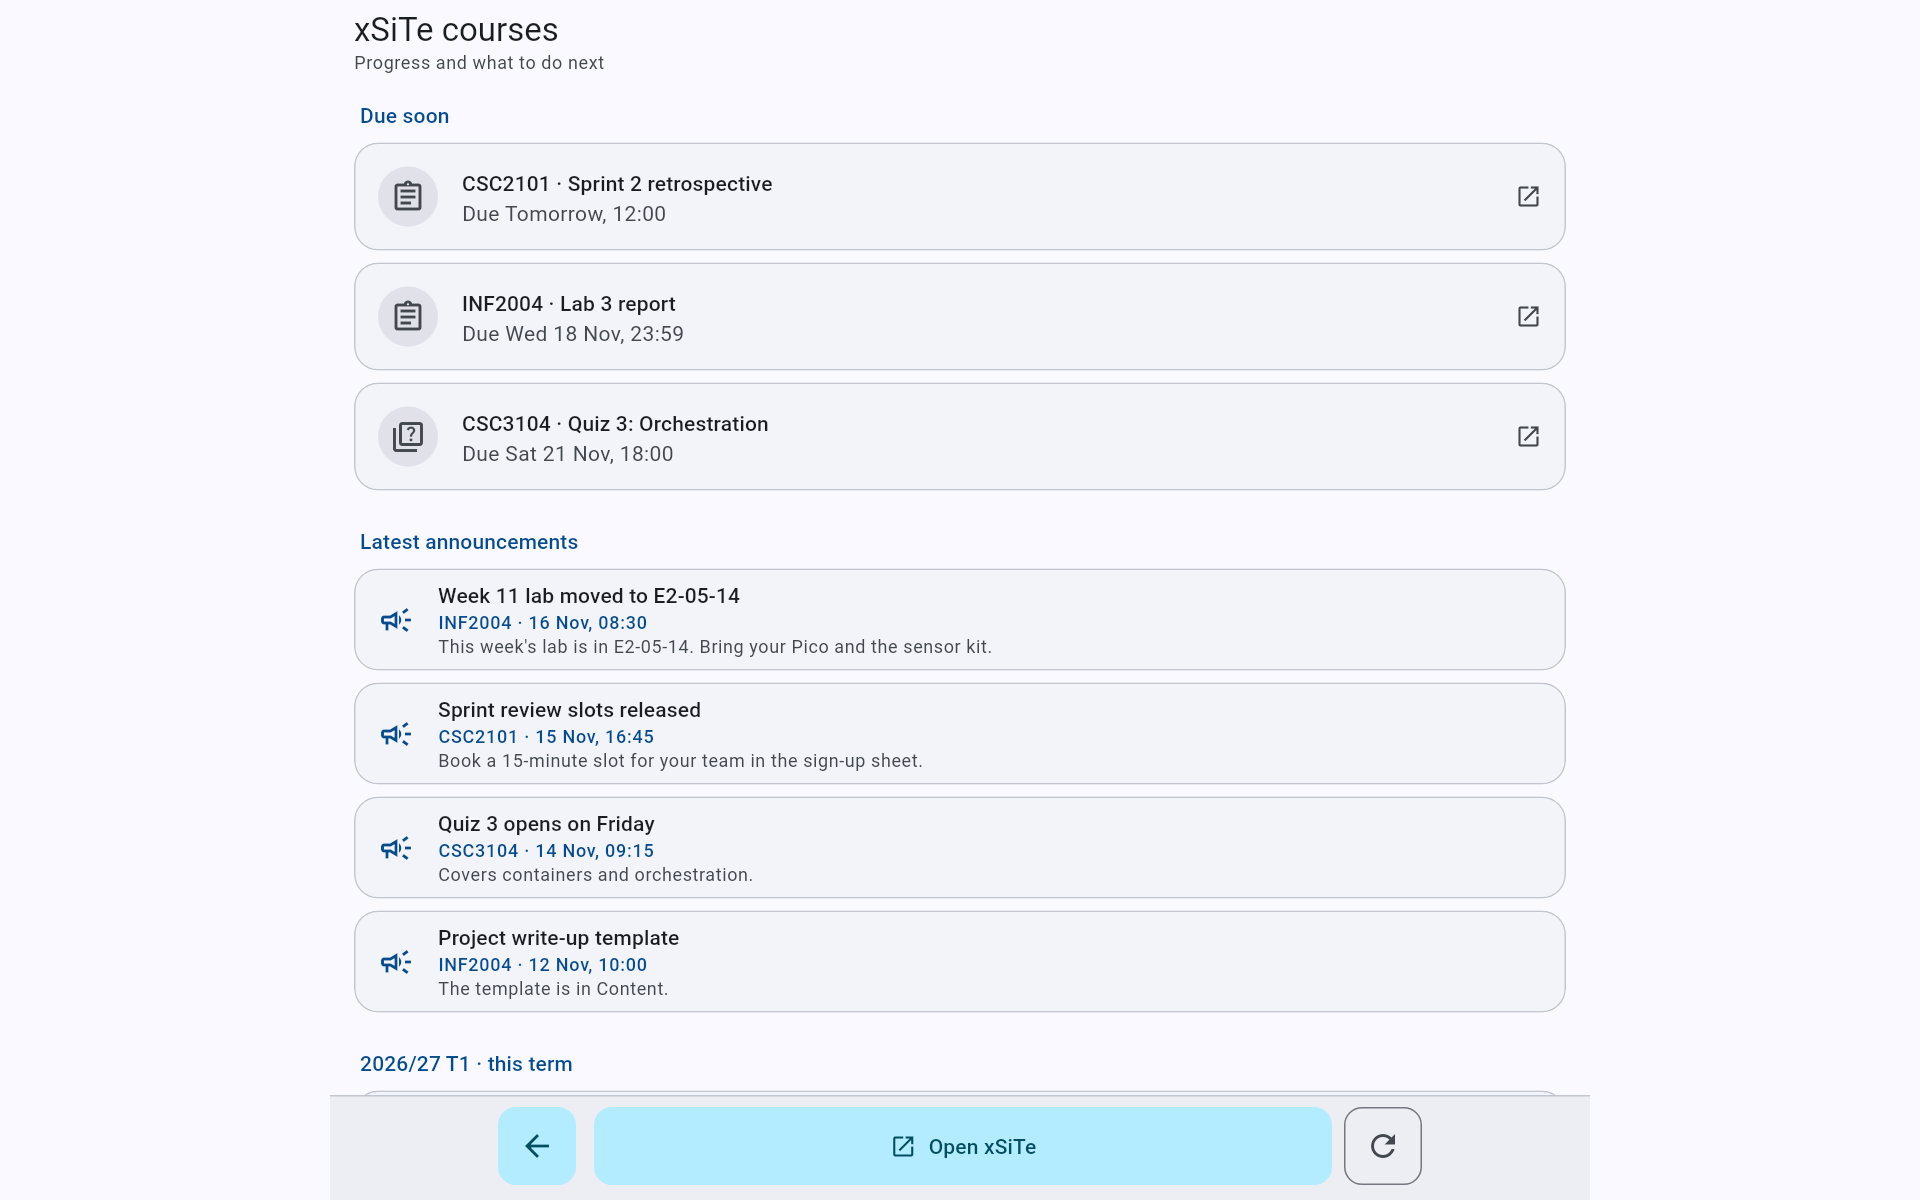 xSiTe courses
Progress and what to do next
Due soon
CSC2101 · Sprint 2 retrospective
Due Tomorrow, 12:00
INF2004 · Lab 3 report
Due Wed 18 Nov, 23:59
CSC3104 · Quiz 3: Orchestration
Due Sat 21 Nov, 18:00
Latest announcements
Week 11 lab moved to E2-05-14
INF2004 · 16 Nov, 08:30
This week's lab is in E2-05-14. Bring your Pico and the sensor kit.
Sprint review slots released
CSC2101 · 15 Nov, 16:45
Book a 15-minute slot for your team in the sign-up sheet.
Quiz 3 opens on Friday
CSC3104 · 14 Nov, 09:15
Covers containers and orchestration.
Project write-up template
INF2004 · 12 Nov, 10:00
The template is in Content.
2026/27 T1 · this term
Open xSiTe